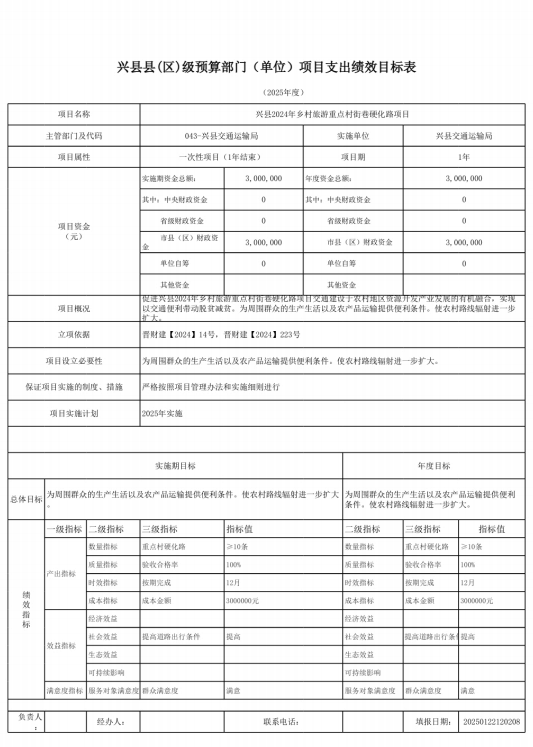 兴县县(区)级预算部门（单位）项目支出绩效目标表
（2025年度）
项目名称 兴县2024年乡村旅游重点村街巷硬化路项目
主管部门及代码 043-兴县交通运输局 实施单位 兴县交通运输局
项目属性 一次性项目（1年结束） 项目期 1年
项目资金（元）
实施期资金总额： 3,000,000 年度资金总额： 3,000,000
其中：中央财政资金 0 其中：中央财政资金 0
省级财政资金 0 省级财政资金 0
市县（区）财政资金 3,000,000 市县（区）财政资金 3,000,000
单位自筹 0 单位自筹 0
其他资金 其他资金
项目概况
促进兴县2024年乡村旅游重点村街巷硬化路项目交通建设于农村地区资源开发产业发展的有机融合，实现
以交通便利带动脱贫减贫。为周围群众的生产生活以及农产品运输提供便利条件。使农村路线辐射进一步
扩大。
立项依据 晋财建【2024】14号，晋财建【2024】223号
项目设立必要性 为周围群众的生产生活以及农产品运输提供便利条件。使农村路线辐射进一步扩大。
保证项目实施的制度、措施 严格按照项目管理办法和实施细则进行
项目实施计划 2025年实施
实施期目标 年度目标
总体目标
为周围群众的生产生活以及农产品运输提供便利条件。使农村路线辐射进一步扩大
。
为周围群众的生产生活以及农产品运输提供便利
条件。使农村路线辐射进一步扩大。
绩效指标
一级指标 二级指标 三级指标 指标值 二级指标 三级指标 指标值
产出指标
数量指标 重点村硬化路 ≥10条 数量指标 重点村硬化路 ≥10条
质量指标 验收合格率 100% 质量指标 验收合格率 100%
时效指标 按期完成 12月 时效指标 按期完成 12月
成本指标 成本金额 3000000元 成本指标 成本金额 3000000元
效益指标
经济效益 经济效益
社会效益 提高道路出行条件 提高 社会效益 提高道路出行条件 提高
生态效益 生态效益
可持续影响 可持续影响
满意度指标 服务对象满意度 群众满意度 满意 服务对象满意度 群众满意度 满意
负责人： 经办人： 联系电话： 填报日期： 20250122120208